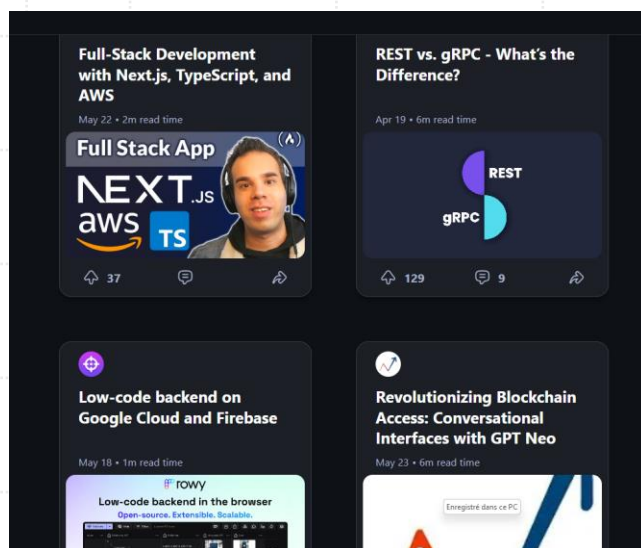 Full-Stack Development
with Next.js, TypeScript, and
AWS
May 22 • 2m read time
Full Stack App
NEXT.JS
aws
TS
37
REST vs. gRPC - What's the
Difference?
Apr 19 • 6m read time
REST
gRPC
129
9
Low-code backend on
Google Cloud and Firebase
May 18 • 1m read time
rowy
Low-code backend in the browser
Open-source. Extensible. Scalable.
Revolutionizing Blockchain
Access: Conversational
Interfaces with GPT Neo
May 23 • 6m read time
Enregistré dans ce PC